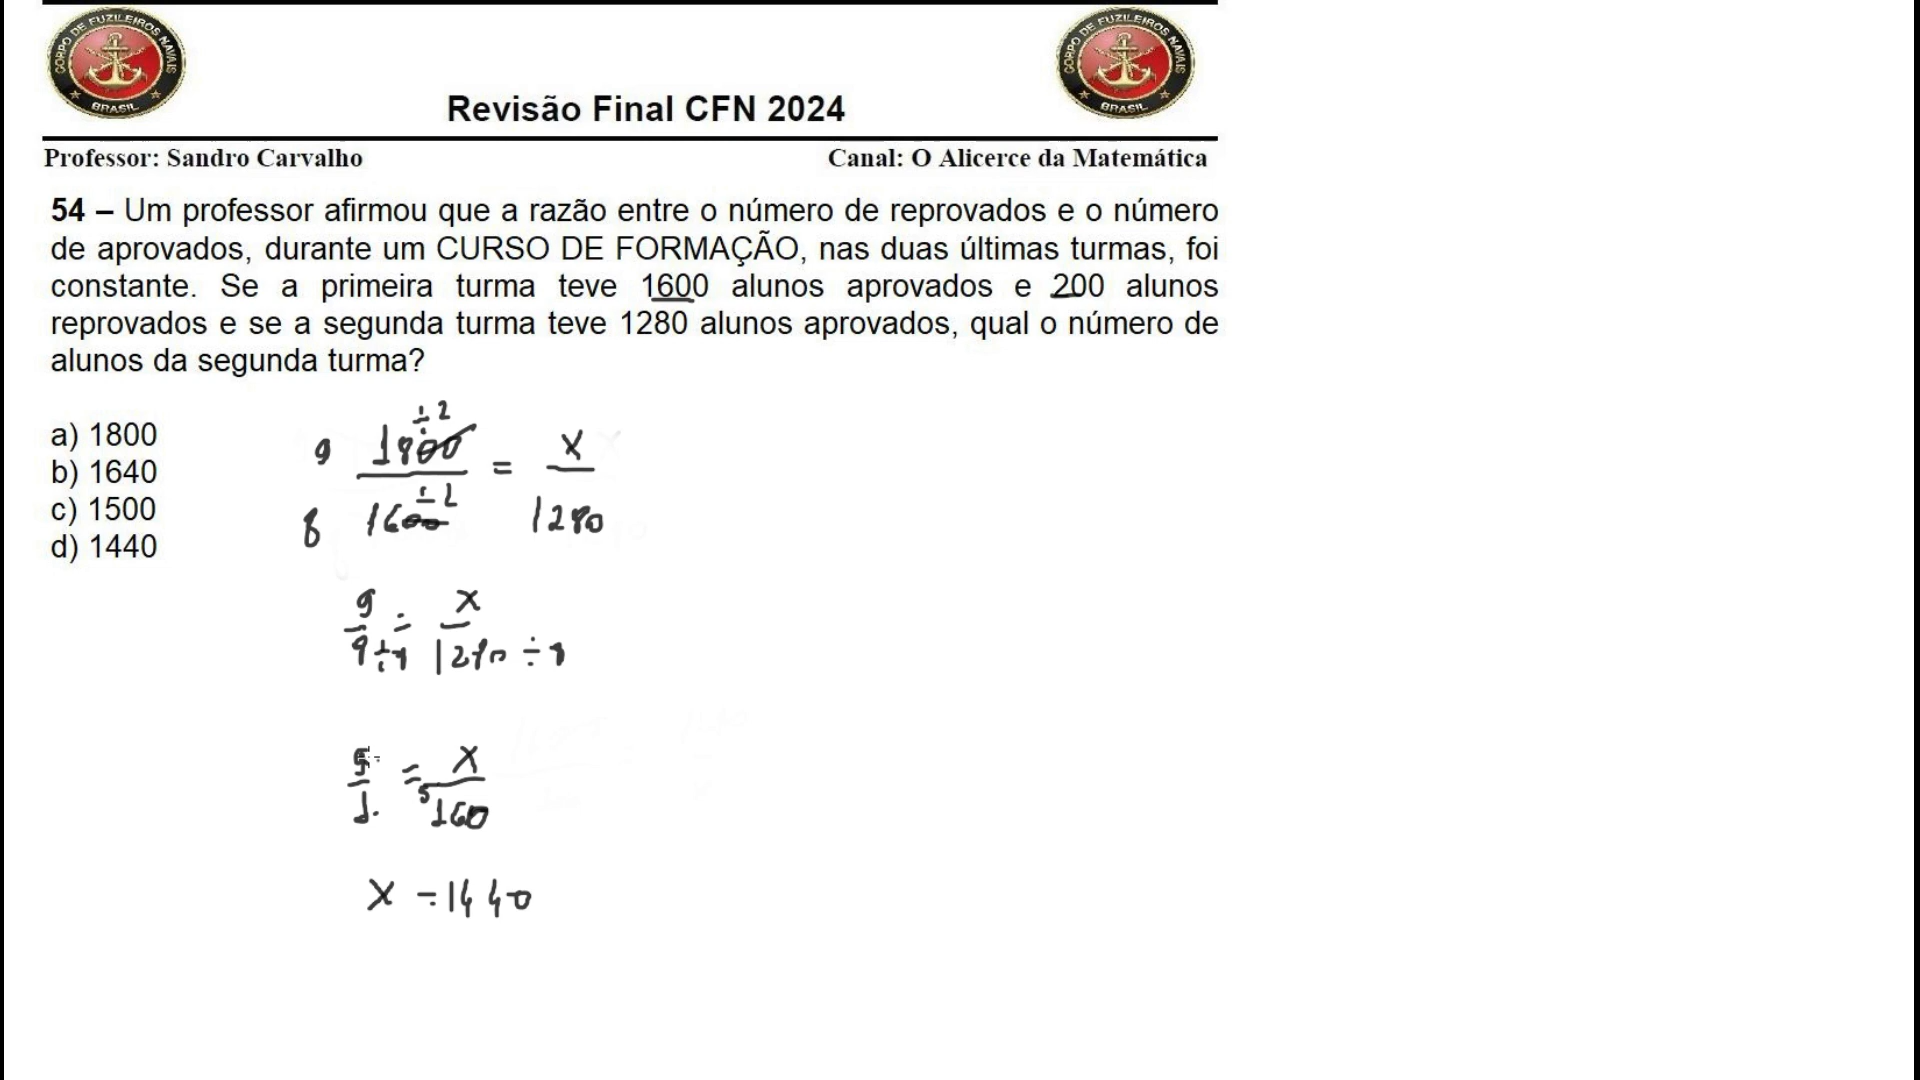 CORPO DE FUZILEIROS NAVAIS
BRASIL
CORPO DE FUZILEIROS NAVAIS
BRASIL
Revisão Final CFN 2024
Professor: Sandro Carvalho
Canal: O Alicerce da Matemática
54 – Um professor afirmou que a razão entre o número de reprovados e o número
de aprovados, durante um CURSO DE FORMAÇÃO, nas duas últimas turmas, foi
constante. Se a primeira turma teve 1600 alunos aprovados e 200 alunos
reprovados e se a segunda turma teve 1280 alunos aprovados, qual o número de
alunos da segunda turma?
a) 1800
b) 1640
c) 1500
d) 1440
÷2
9 1800 = x
÷2
8 1600 1280
9 = x
1280
= x
1. 160
x = 1440